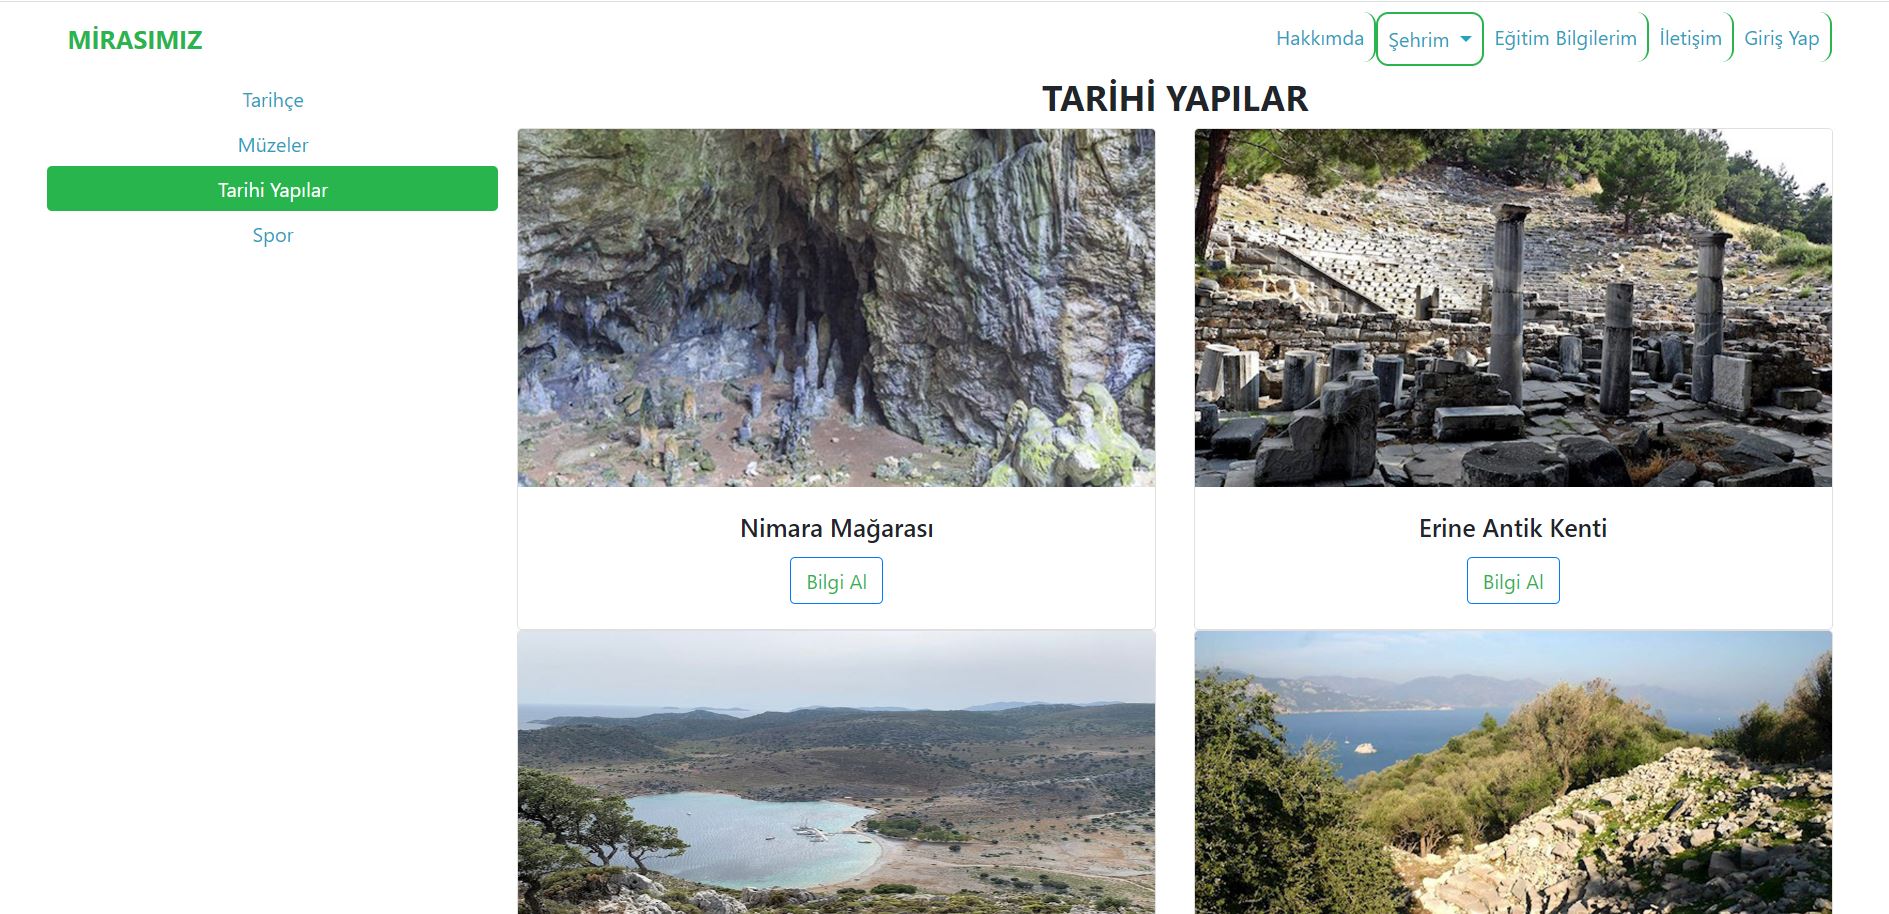 MİRASIMIZ
Hakkımda Şehrim Eğitim Bilgilerim İletişim Giriş Yap
Tarihçe
Müzeler
Tarihi Yapılar
Spor
TARİHİ YAPILAR
Nimara Mağarası
Bilgi Al
Erine Antik Kenti
Bilgi Al